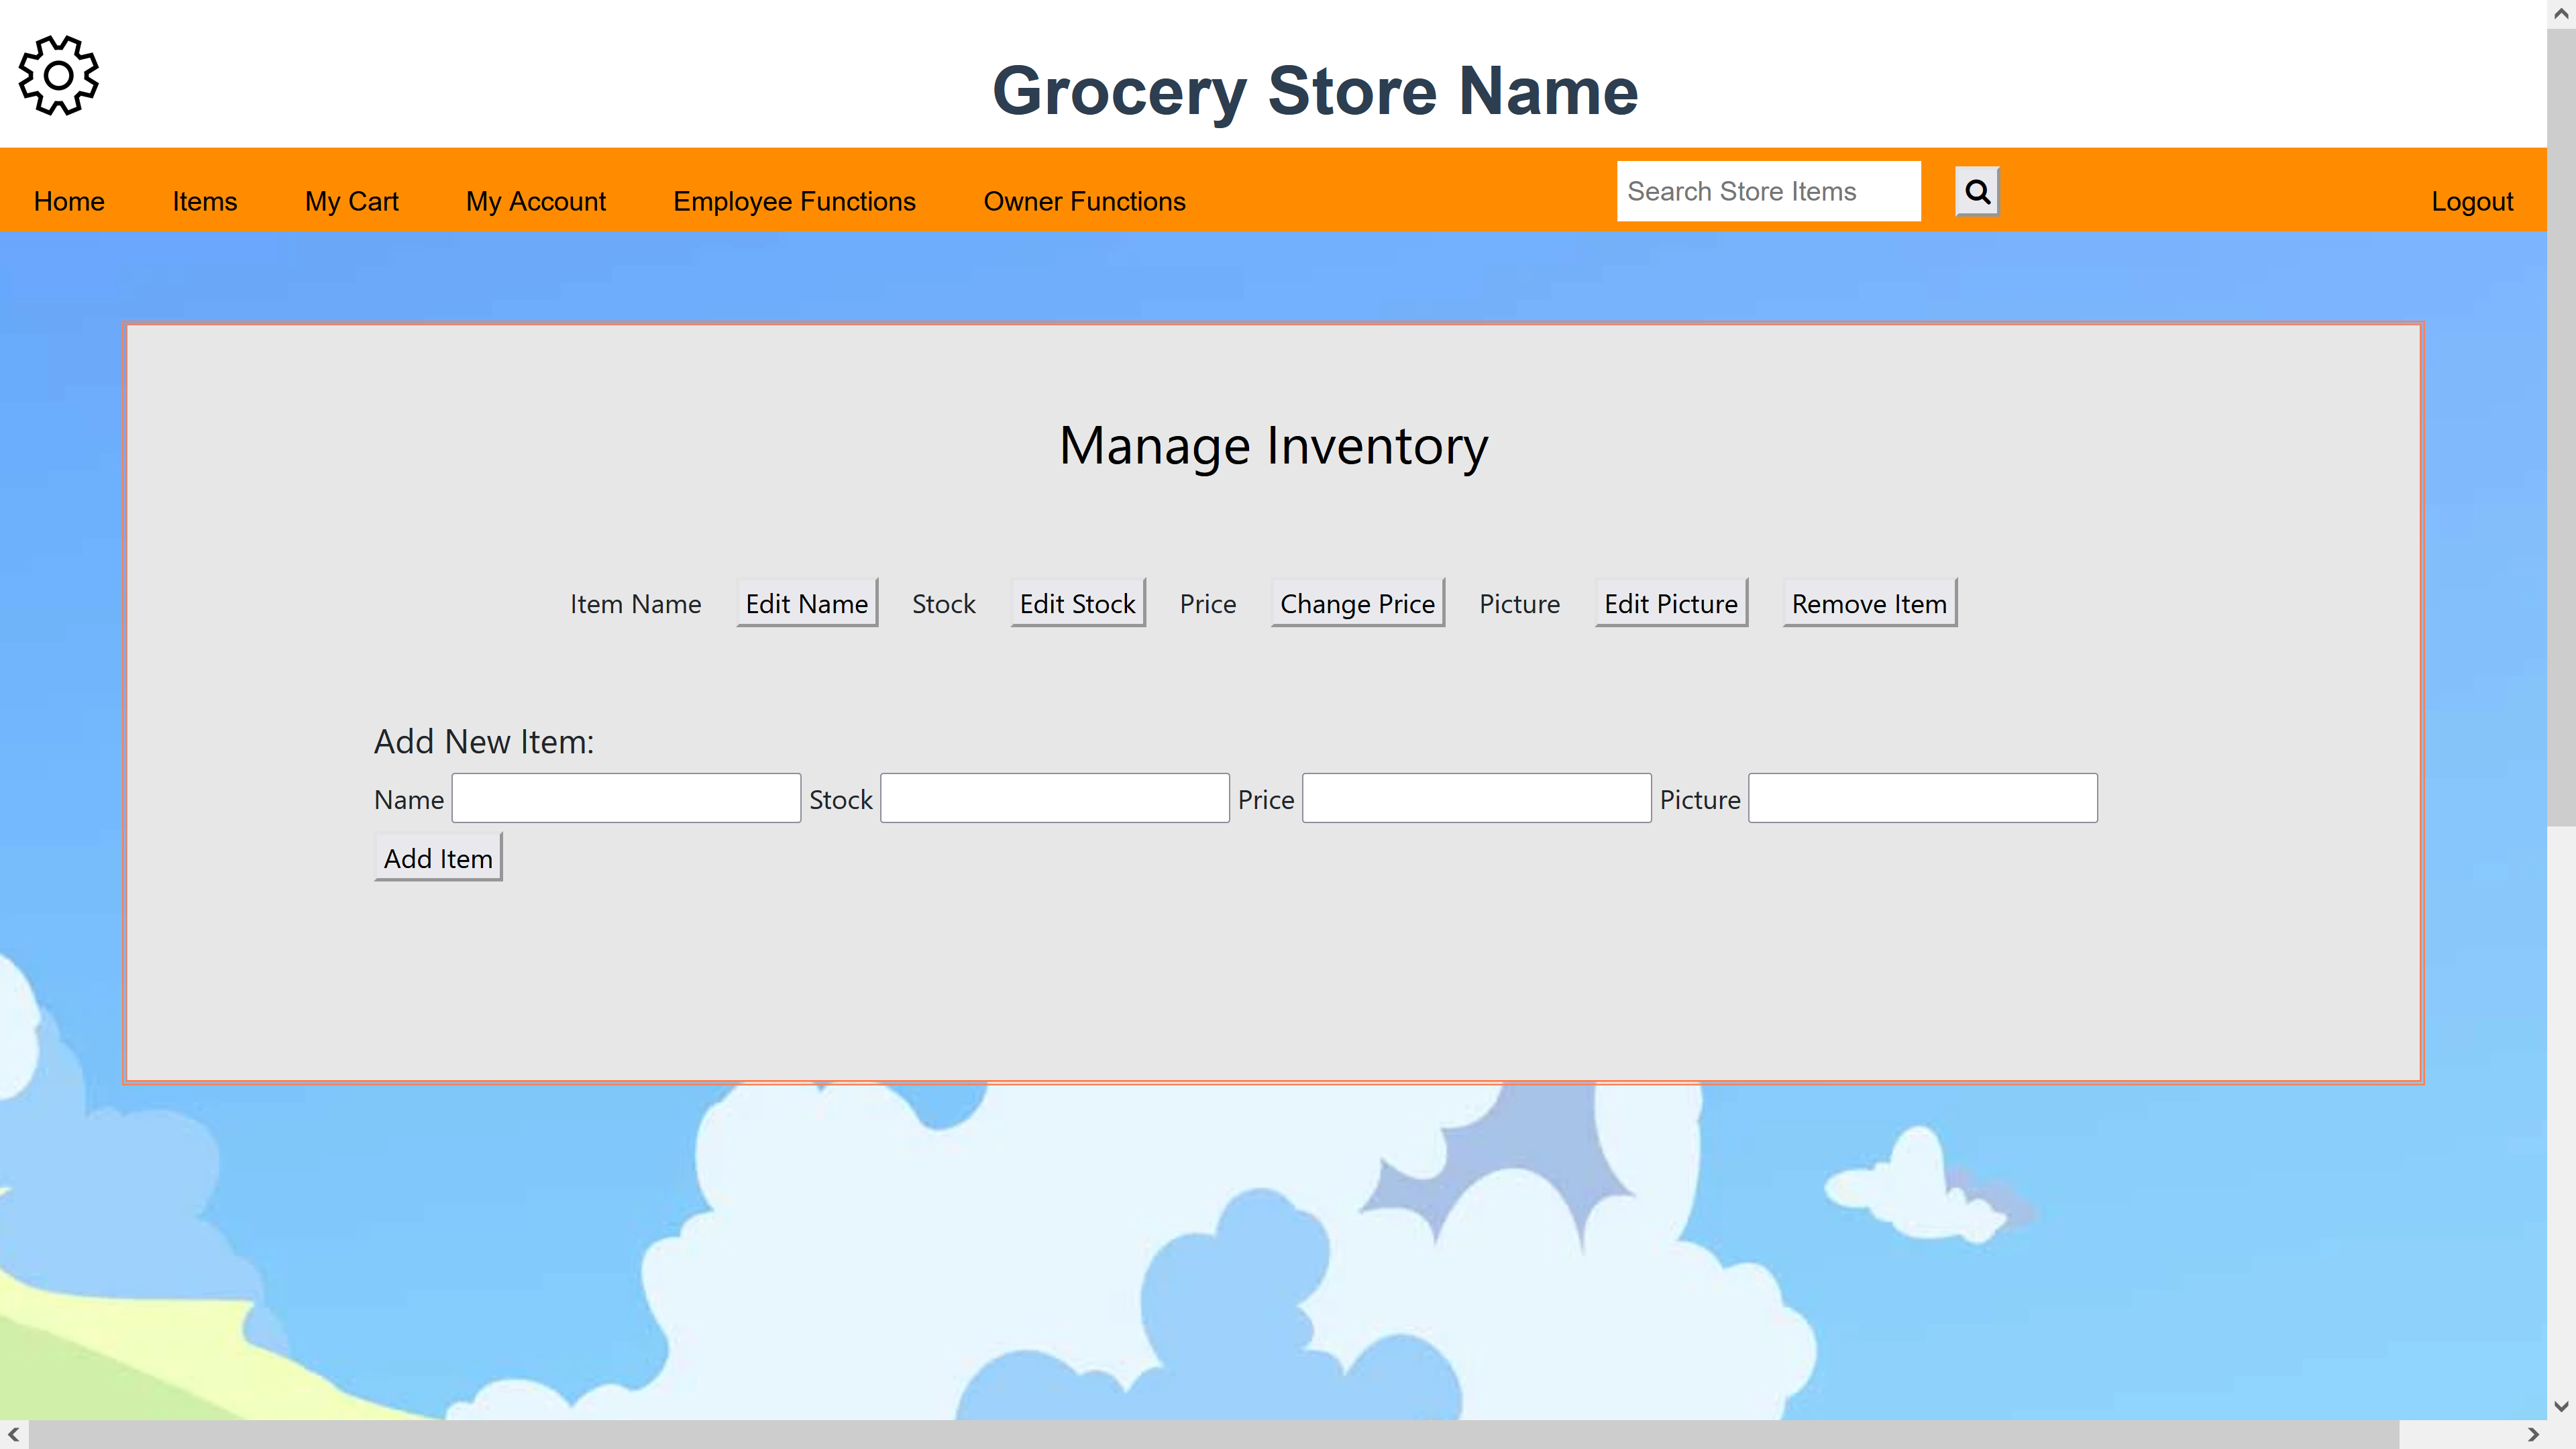 Grocery Store Name
Home Items My Cart My Account Employee Functions Owner Functions Search Store Items Logout
Manage Inventory
Item Name Edit Name Stock Edit Stock Price Change Price Picture Edit Picture Remove Item
Add New Item:
Name Stock Price Picture
Add Item